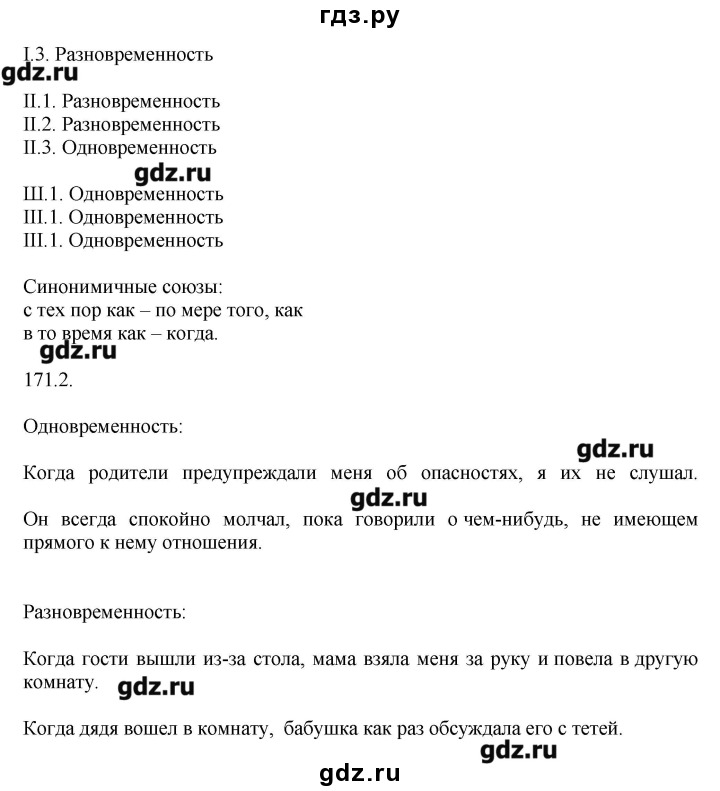 гдз.ру
I.3. Разновременность
gdz.ru
II.1. Разновременность
II.2. Разновременность
II.3. Одновременность
gdz.ru
Ш.1. Одновременность
III.1. Одновременность
III.1. Одновременность
Синонимичные союзы:
с тех пор как – по мере того, как
в то время как – когда.
gdz.ru
171.2.
Одновременность:
gdz.ru
Когда родители предупреждали меня об опасностях, я их не слушал.
gdz.ru
Он всегда спокойно молчал, пока говорили о чем-нибудь, не имеющем
прямого к нему отношения.
Разновременность:
Когда гости вышли из-за стола, мама взяла меня за руку и повела в другую
комнату.
gdz.ru
Когда дядя вошел в комнату,  бабушка как раз обсуждала его с тетей.
gdz.ru
gdz.ru